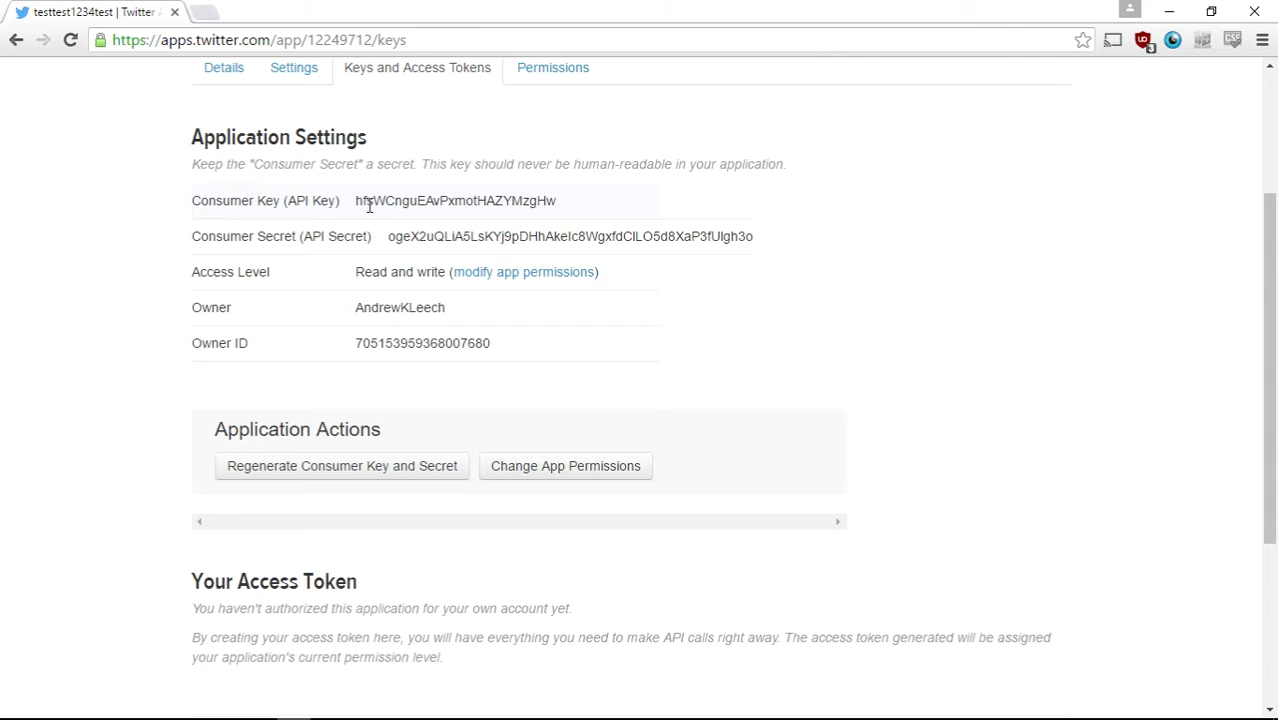 testtest1234test | Twitter
https://apps.twitter.com/app/12249712/keys
3
Details Settings Keys and Access Tokens Permissions
Application Settings
Keep the "Consumer Secret" a secret. This key should never be human-readable in your application.
Consumer Key (API Key)
Consumer Secret (API Secret)
Access Level Read and write (modify app permissions)
Owner AndrewKLeech
Owner ID 705153959368007680
Application Actions
Regenerate Consumer Key and Secret Change App Permissions
Your Access Token
You haven't authorized this application for your own account yet.
By creating your access token here, you will have everything you need to make API calls right away. The access token generated will be assigned
your application's current permission level.